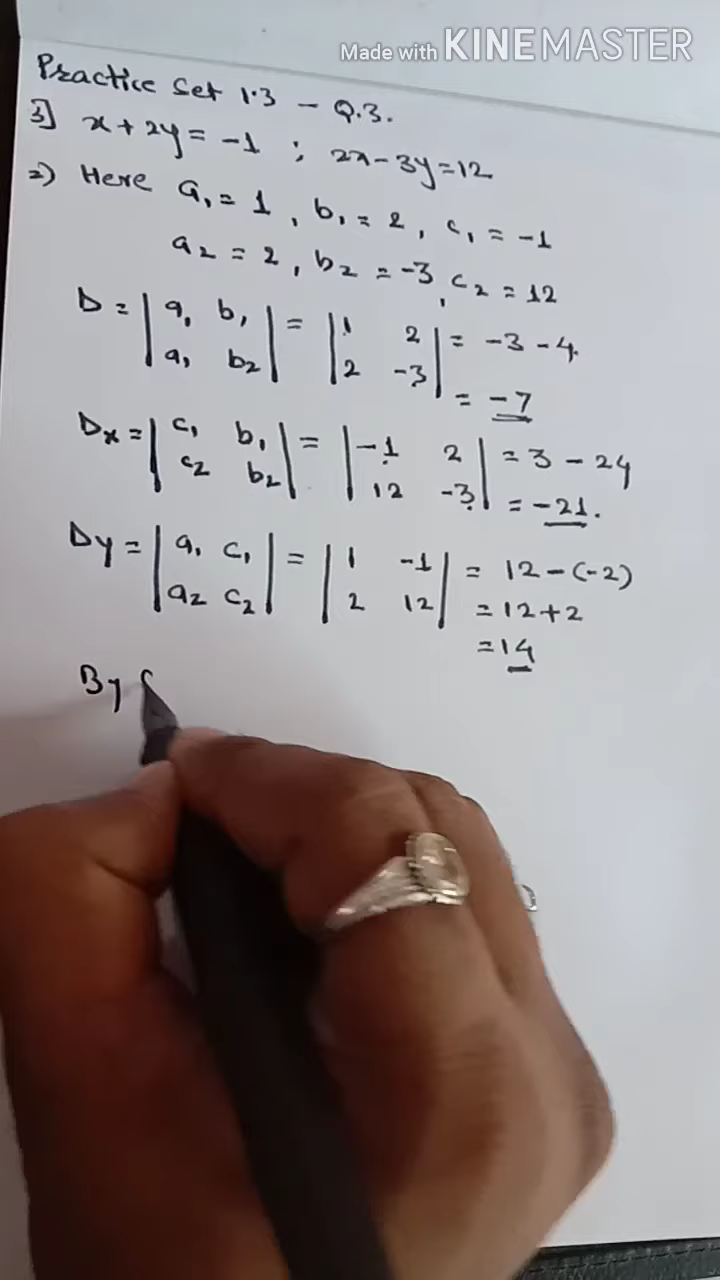 Made with KINEMASTER
Practice Set 1.3 – Q.3.
3] x + 2y = -1 ; 2x - 3y = 12
=) Here a₁ = 1 , b₁ = 2 , c₁ = -1
a₂ = 2 , b₂ = -3 , c₂ = 12
D = |a₁ b₁| = |1 2| = -3 - 4
|a₁ b₂| |2 -3|
= -7
Dx = |c₁ b₁| = |-1 2| = 3 - 24
|c₂ b₂| |12 -3| = -21.
Dy = |a₁ c₁| = |1 -1| = 12 - (-2)
|a₂ c₂| |2 12| = 12 + 2
= 14
By